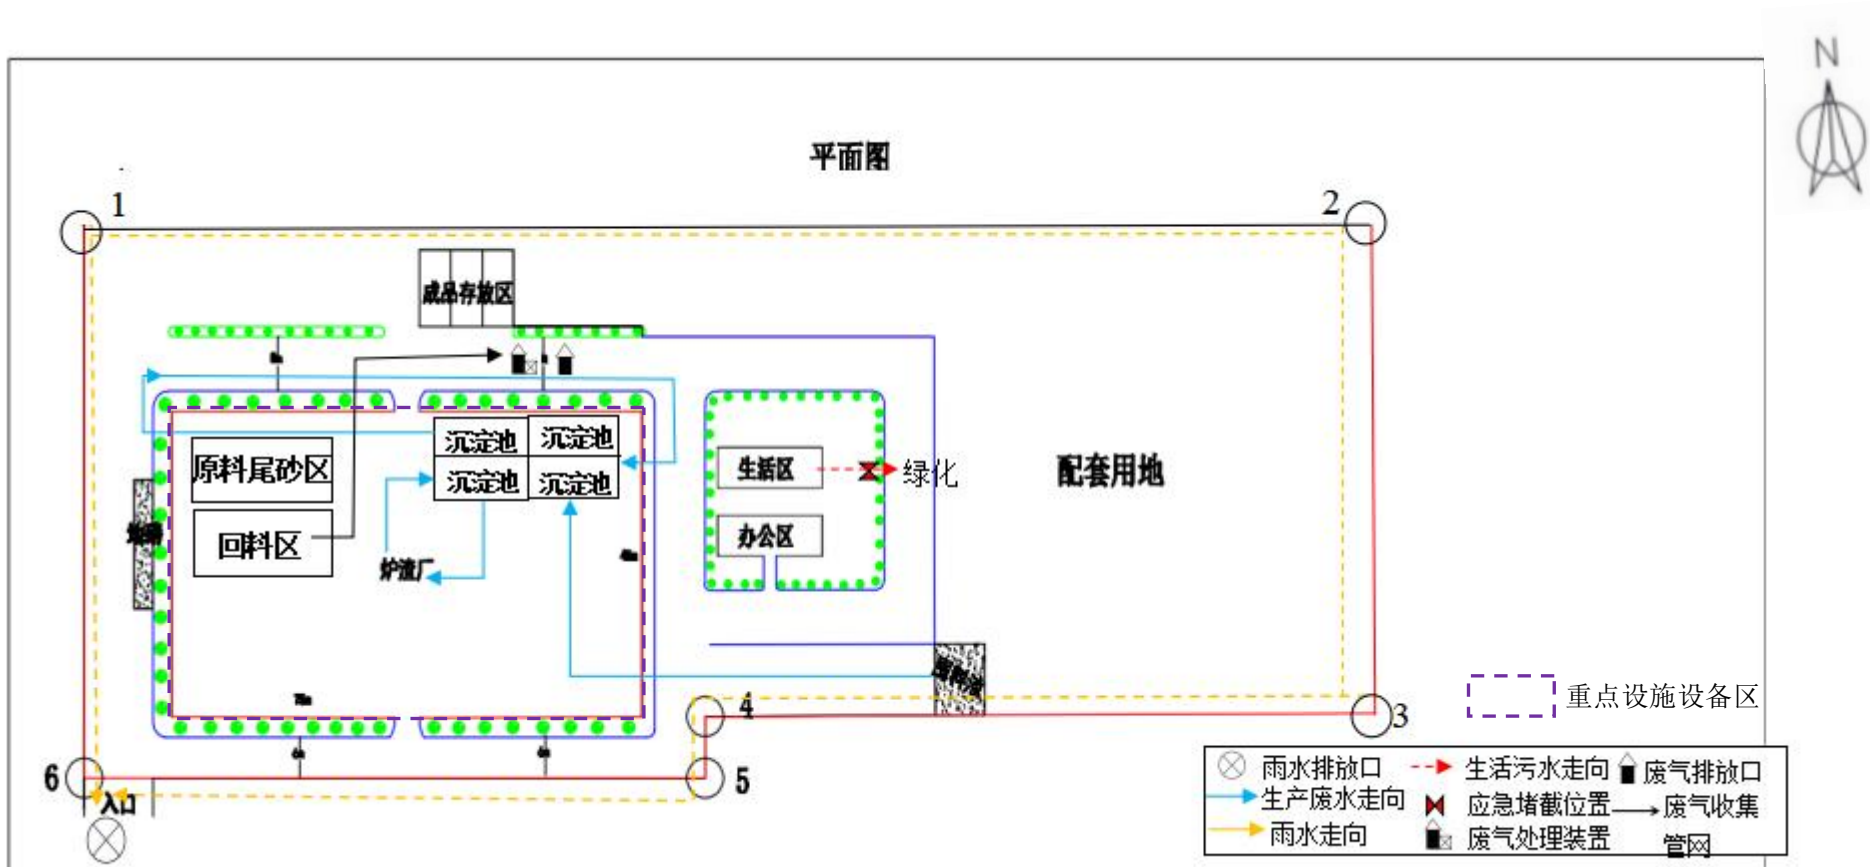 N
平面图
1
2
成品存放区
沉淀池
沉淀池
原料尾砂区
沉淀池
沉淀池
生活区
绿化
配套用地
回料区
办公区
炉渣厂
4
3
重点设施设备区
6
5
入口
雨水排放口
生活污水走向
废气排放口
生产废水走向
应急堵截位置
废气收集
管网
雨水走向
废气处理装置